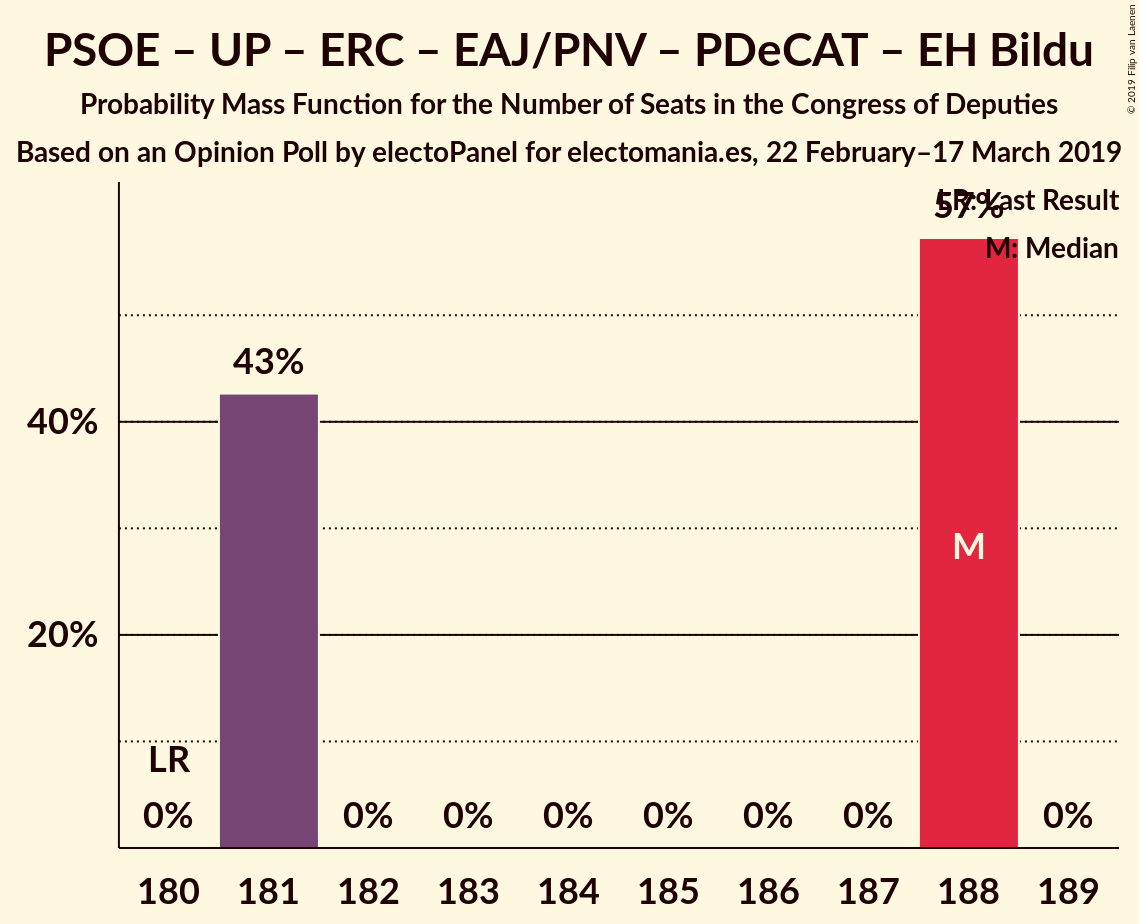 PSOE – UP – ERC – EAJ/PNV – PDeCAT – EH Bildu
Probability Mass Function for the Number of Seats in the Congress of Deputies
Based on an Opinion Poll by electoPanel for electomania.es, 22 February–17 March 2019
© 2019 Filip van Laenen
LR: Last Result
M: Median
57%
43%
40%
M
20%
LR
0% 0% 0% 0% 0% 0% 0% 0%
180 181 182 183 184 185 186 187 188 189